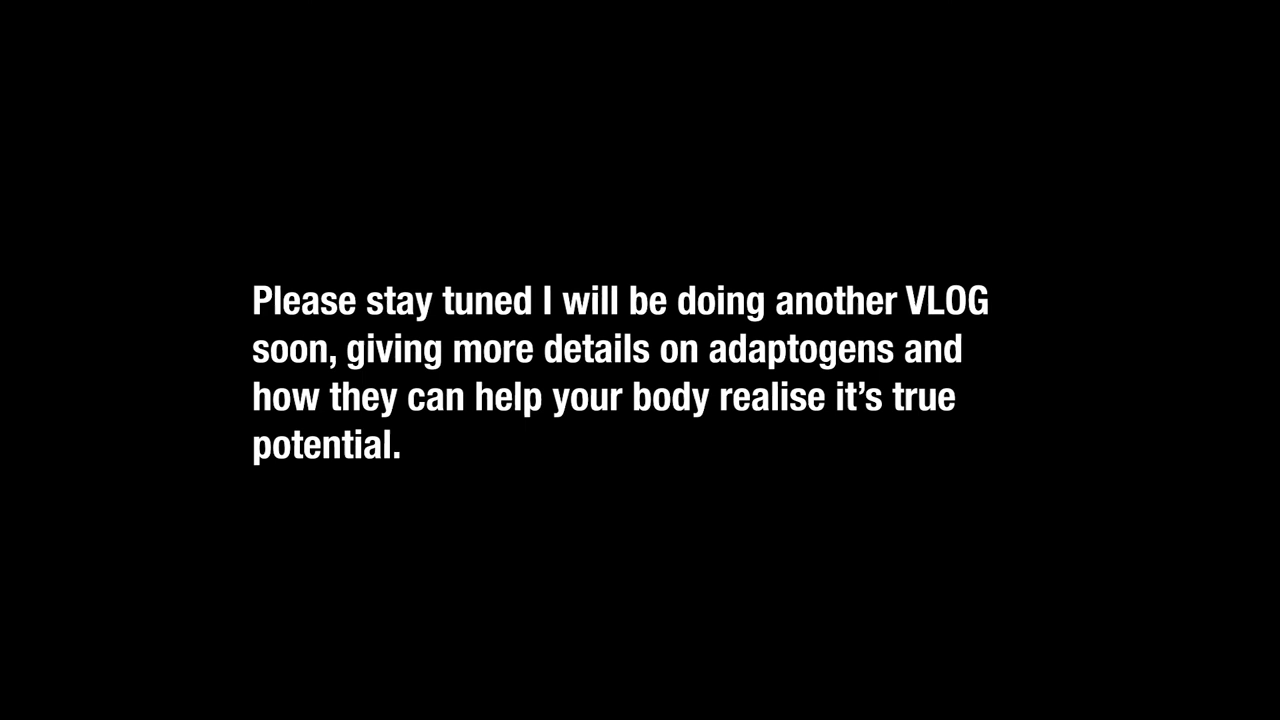 Please stay tuned I will be doing another VLOG
soon, giving more details on adaptogens and
how they can help your body realise it’s true
potential.